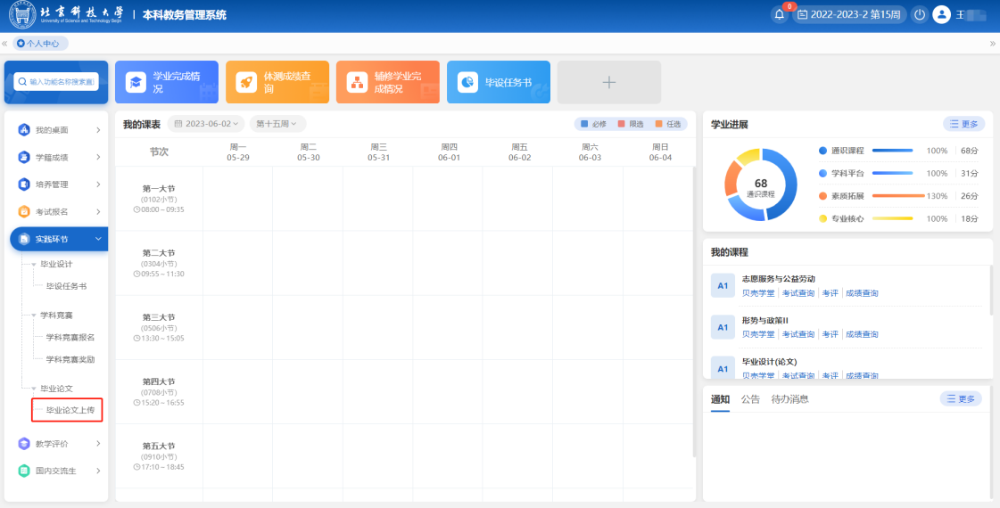 北京科技大学
University of Science and Technology Beijing
本科教务管理系统
0
2022-2023-2 第15周
王
个人中心
输入功能名称搜索直
学业完成情
况
体测成绩查
询
辅修学业完
成情况
毕设任务书
我的桌面
学籍成绩
培养管理
考试报名
实践环节
毕业设计
毕设任务书
学科竞赛
学科竞赛报名
学科竞赛奖励
毕业论文
毕业论文上传
教学评价
国内交流生
我的课表
2023-06-02
第十五周
必修 限选 任选
节次 周一 周二 周三 周四 周五 周六 周日
05-29 05-30 05-31 06-01 06-02 06-03 06-04
第一大节
(0102小节)
08:00 ~ 09:35
第二大节
(0304小节)
09:55 ~ 11:30
第三大节
(0506小节)
13:30 ~ 15:05
第四大节
(0708小节)
15:20 ~ 16:55
第五大节
(0910小节)
17:10 ~ 18:45
学业进展
更多
68
通识课程
通识课程 100% 68分
学科平台 100% 31分
素质拓展 130% 26分
专业核心 100% 18分
我的课程
A1
志愿服务与公益劳动
贝壳学堂 考试查询 考评 成绩查询
A1
形势与政策II
贝壳学堂 考试查询 考评 成绩查询
A1
毕业设计(论文)
贝壳学堂 考试查询 考评 成绩查询
通知 公告 待办消息
更多